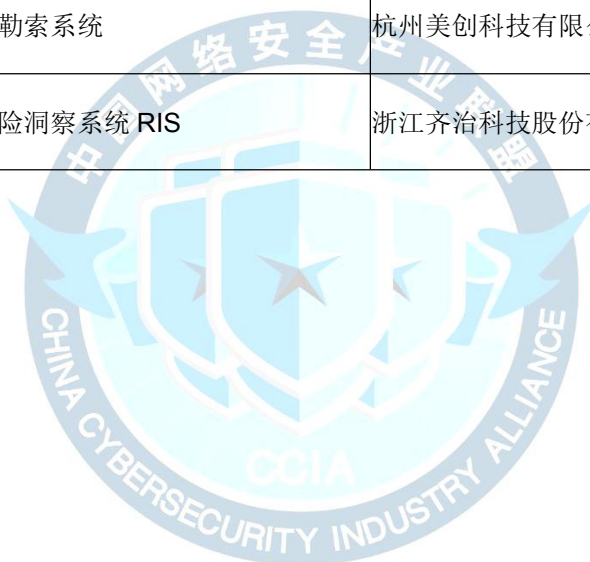 勒索系统
杭州美创科技有限
险洞察系统 RIS
浙江齐治科技股份
中国网络安全产业联盟
CCIA
CHINA CYBERSECURITY INDUSTRY ALLIANCE